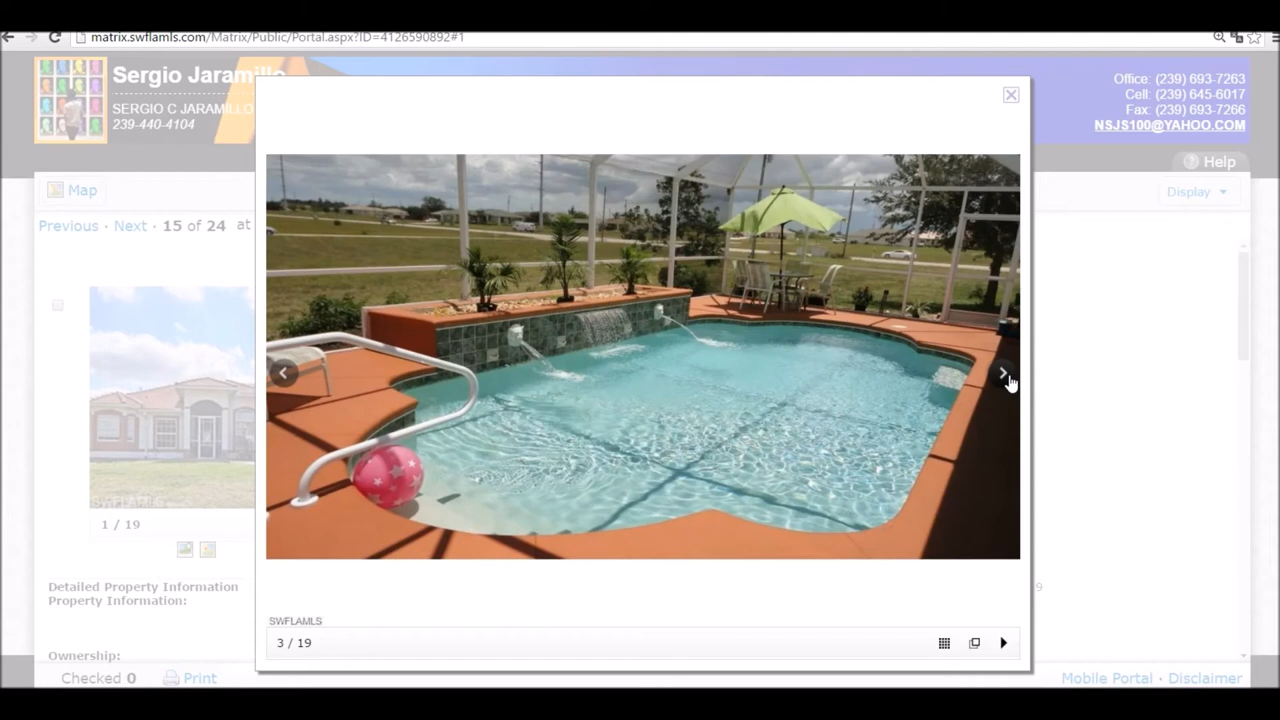 matrix.swflamls.com/Matrix/Public/Portal.aspx?ID=4126590892#1
Sergio Jaramillo
SERGIO C JARAMILLO
239-440-4104
Office: (239) 693-7263
Cell: (239) 645-6017
Fax: (239) 693-7266
NSJS100@YAHOO.COM
? Help
Map
Display
Previous · Next · 15 of 24 at
SWFLAMLS
1 / 19
Detailed Property Information
Property Information:
9
Ownership:
SWFLAMLS
3 / 19
Checked 0 Print
Mobile Portal · Disclaimer